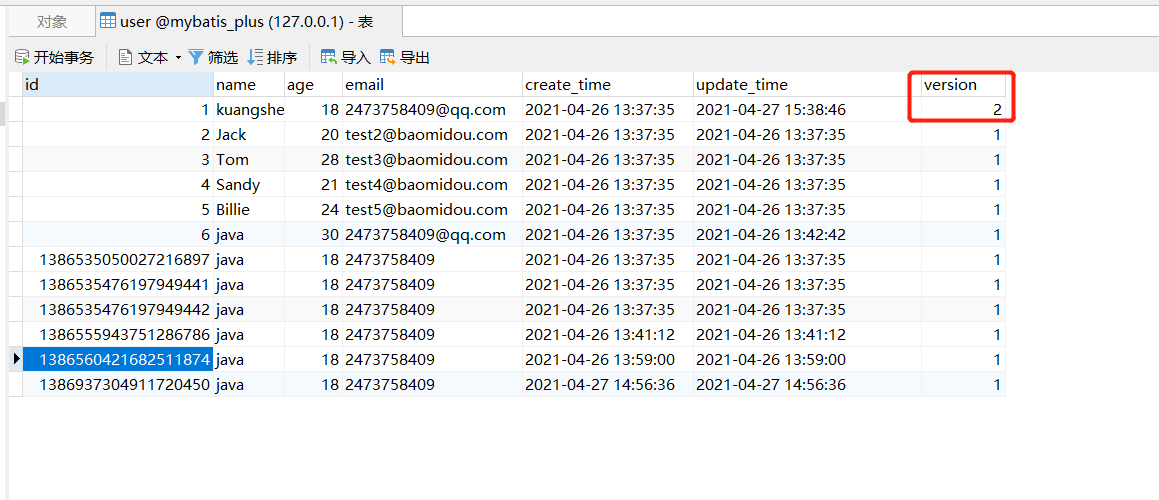 对象 user @mybatis_plus (127.0.0.1) - 表
开始事务 文本 筛选 排序 导入 导出
id name age email create_time update_time version
1 kuangshe 18 2473758409@qq.com 2021-04-26 13:37:35 2021-04-27 15:38:46 2
2 Jack 20 test2@baomidou.com 2021-04-26 13:37:35 2021-04-26 13:37:35 1
3 Tom 28 test3@baomidou.com 2021-04-26 13:37:35 2021-04-26 13:37:35 1
4 Sandy 21 test4@baomidou.com 2021-04-26 13:37:35 2021-04-26 13:37:35 1
5 Billie 24 test5@baomidou.com 2021-04-26 13:37:35 2021-04-26 13:37:35 1
6 java 30 2473758409@qq.com 2021-04-26 13:37:35 2021-04-26 13:42:42 1
1386535050027216897 java 18 2473758409 2021-04-26 13:37:35 2021-04-26 13:37:35 1
1386535476197949441 java 18 2473758409 2021-04-26 13:37:35 2021-04-26 13:37:35 1
1386535476197949442 java 18 2473758409 2021-04-26 13:37:35 2021-04-26 13:37:35 1
1386555943751286786 java 18 2473758409 2021-04-26 13:41:12 2021-04-26 13:41:12 1
1386560421682511874 java 18 2473758409 2021-04-26 13:59:00 2021-04-26 13:59:00 1
1386937304911720450 java 18 2473758409 2021-04-27 14:56:36 2021-04-27 14:56:36 1